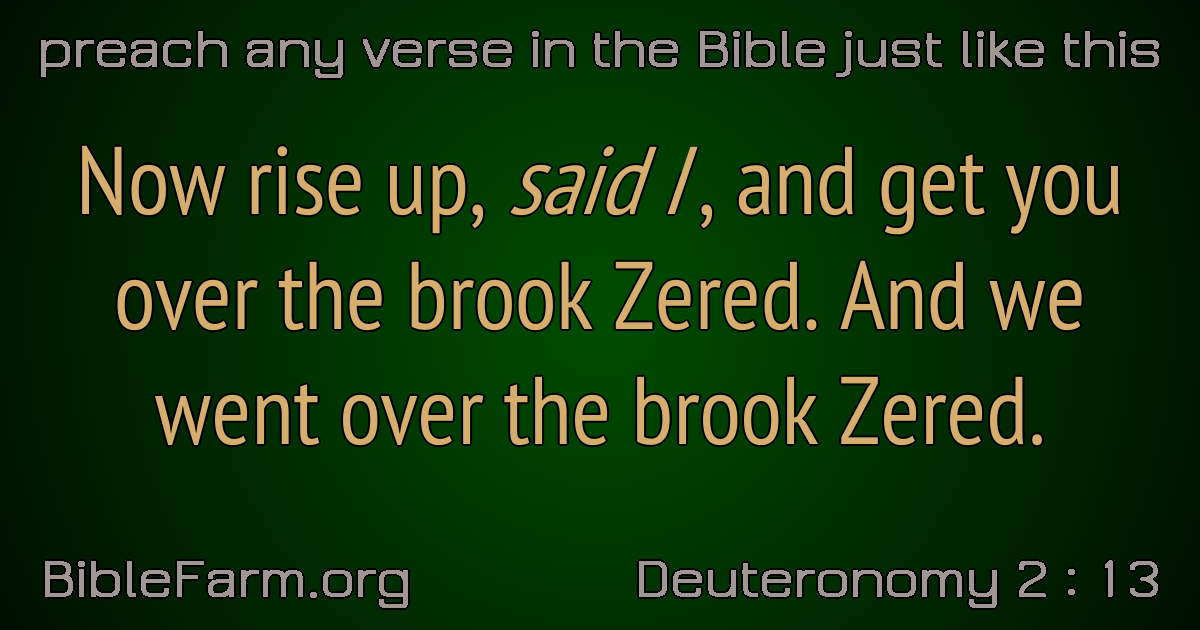 preach any verse in the Bible just like this
Now rise up, said I, and get you
over the brook Zered. And we
went over the brook Zered.
BibleFarm.org
Deuteronomy 2 : 13